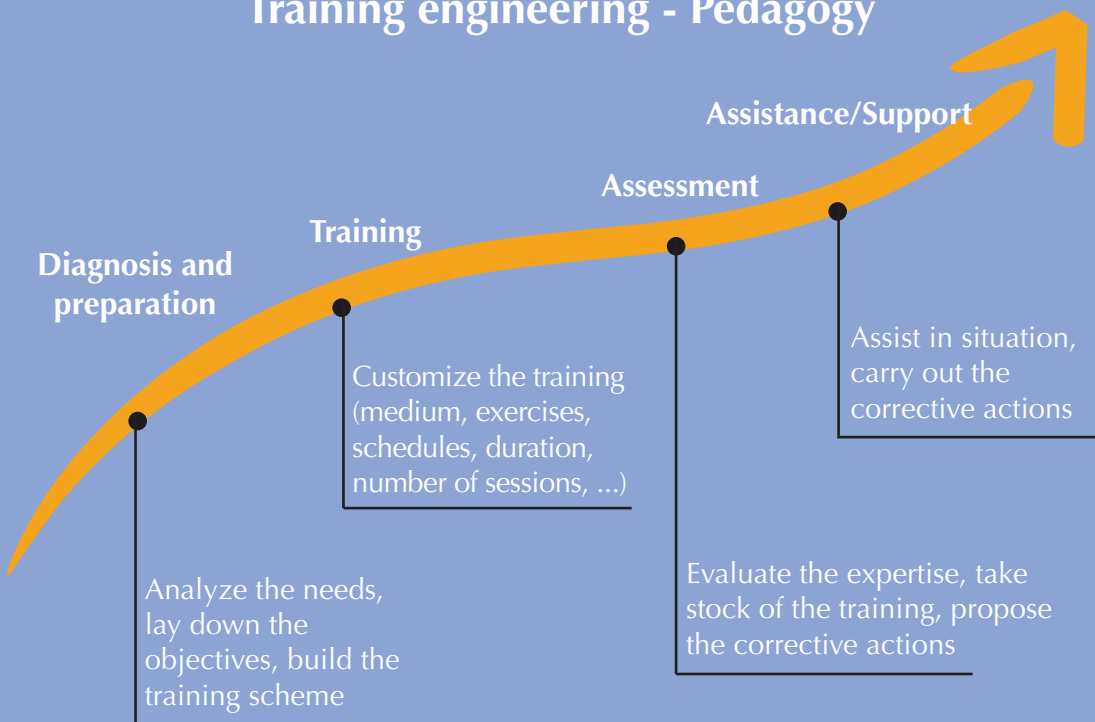 Training engineering - Pedagogy
Diagnosis and
preparation
Analyze the needs,
lay down the
objectives, build the
training scheme
Training
Customize the training
(medium, exercises,
schedules, duration,
number of sessions, ...)
Assessment
Evaluate the expertise, take
stock of the training, propose
the corrective actions
Assistance/Support
Assist in situation,
carry out the
corrective actions